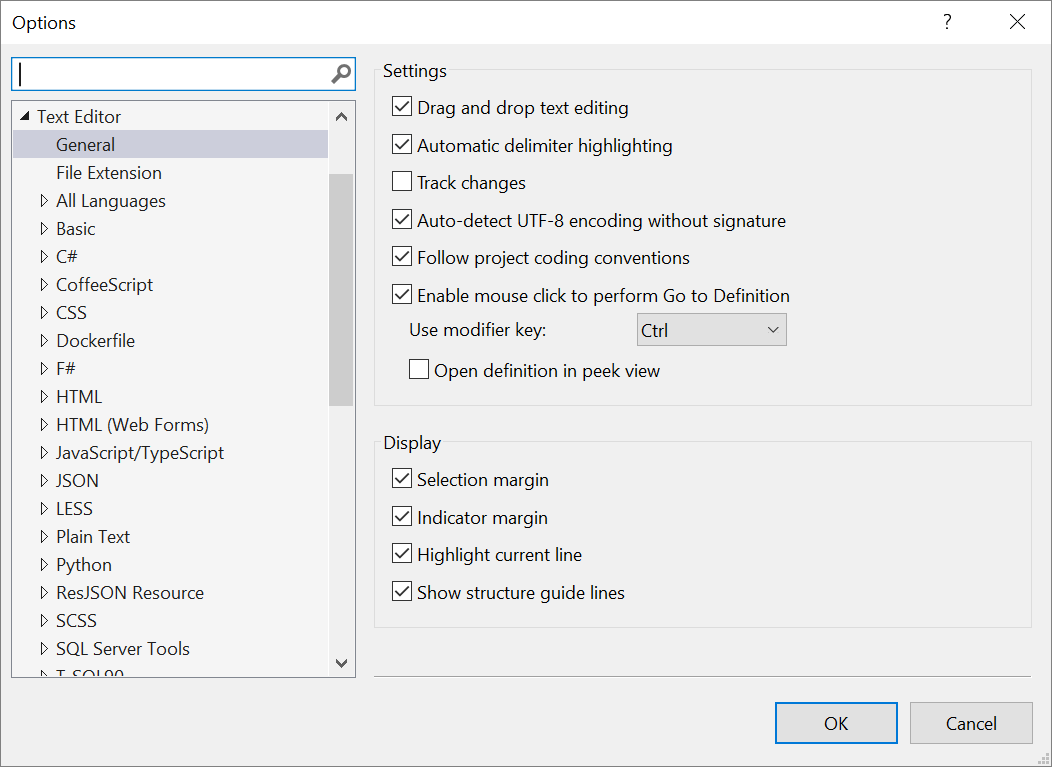 Options
?
Text Editor
General
File Extension
All Languages
Basic
C#
CoffeeScript
CSS
Dockerfile
F#
HTML
HTML (Web Forms)
JavaScript/TypeScript
JSON
LESS
Plain Text
Python
ResJSON Resource
SCSS
SQL Server Tools
T-SQL90
Settings
Drag and drop text editing
Automatic delimiter highlighting
Track changes
Auto-detect UTF-8 encoding without signature
Follow project coding conventions
Enable mouse click to perform Go to Definition
Use modifier key: Ctrl
Open definition in peek view
Display
Selection margin
Indicator margin
Highlight current line
Show structure guide lines
OK Cancel